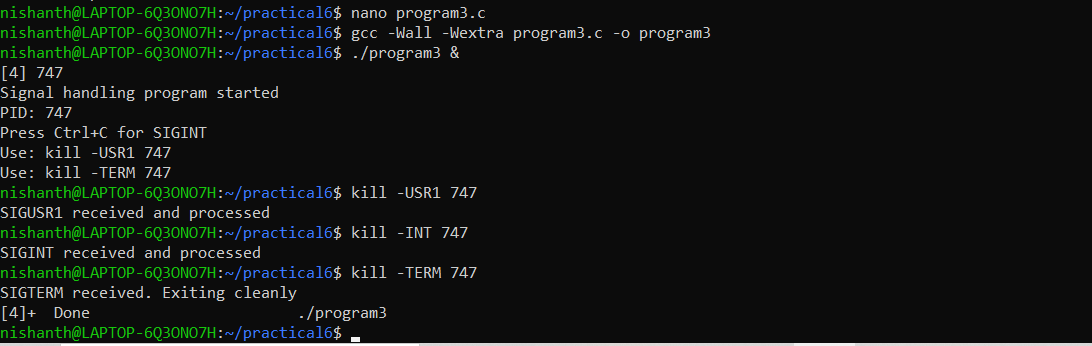 nishanth@LAPTOP-6Q3ONO7H:~/practical6$ nano program3.c
nishanth@LAPTOP-6Q3ONO7H:~/practical6$ gcc -Wall -Wextra program3.c -o program3
nishanth@LAPTOP-6Q3ONO7H:~/practical6$ ./program3 &
[4] 747
Signal handling program started
PID: 747
Press Ctrl+C for SIGINT
Use: kill -USR1 747
Use: kill -TERM 747
nishanth@LAPTOP-6Q3ONO7H:~/practical6$ kill -USR1 747
SIGUSR1 received and processed
nishanth@LAPTOP-6Q3ONO7H:~/practical6$ kill -INT 747
SIGINT received and processed
nishanth@LAPTOP-6Q3ONO7H:~/practical6$ kill -TERM 747
SIGTERM received. Exiting cleanly
[4]+  Done                    ./program3
nishanth@LAPTOP-6Q3ONO7H:~/practical6$